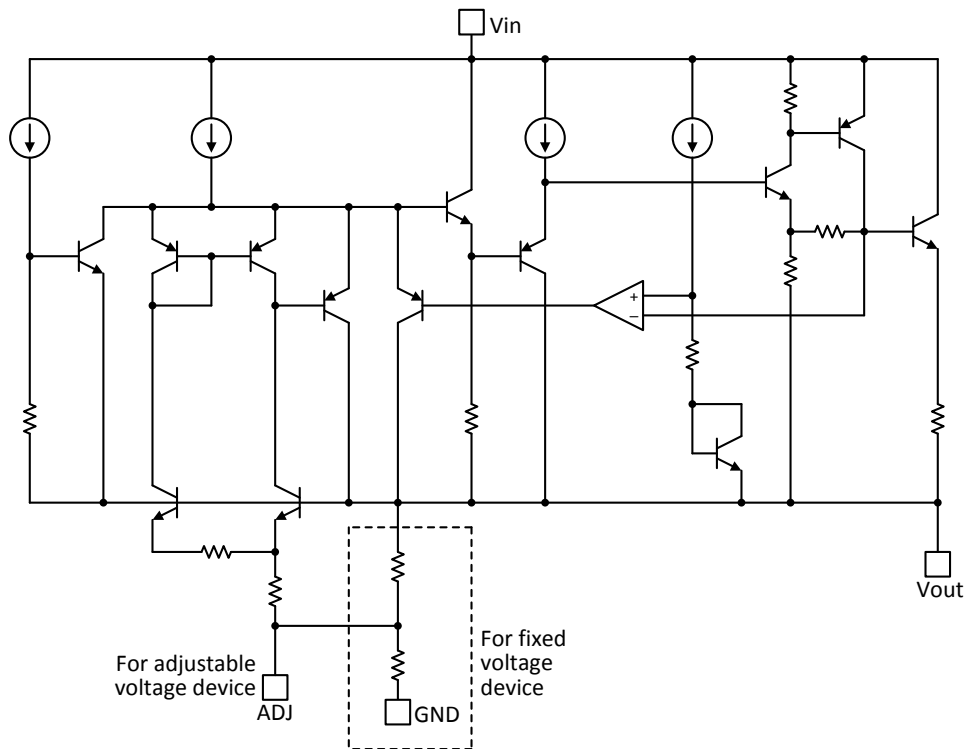 Vin
+
−
Vout
For adjustable
voltage device
ADJ
For fixed
voltage
device
GND